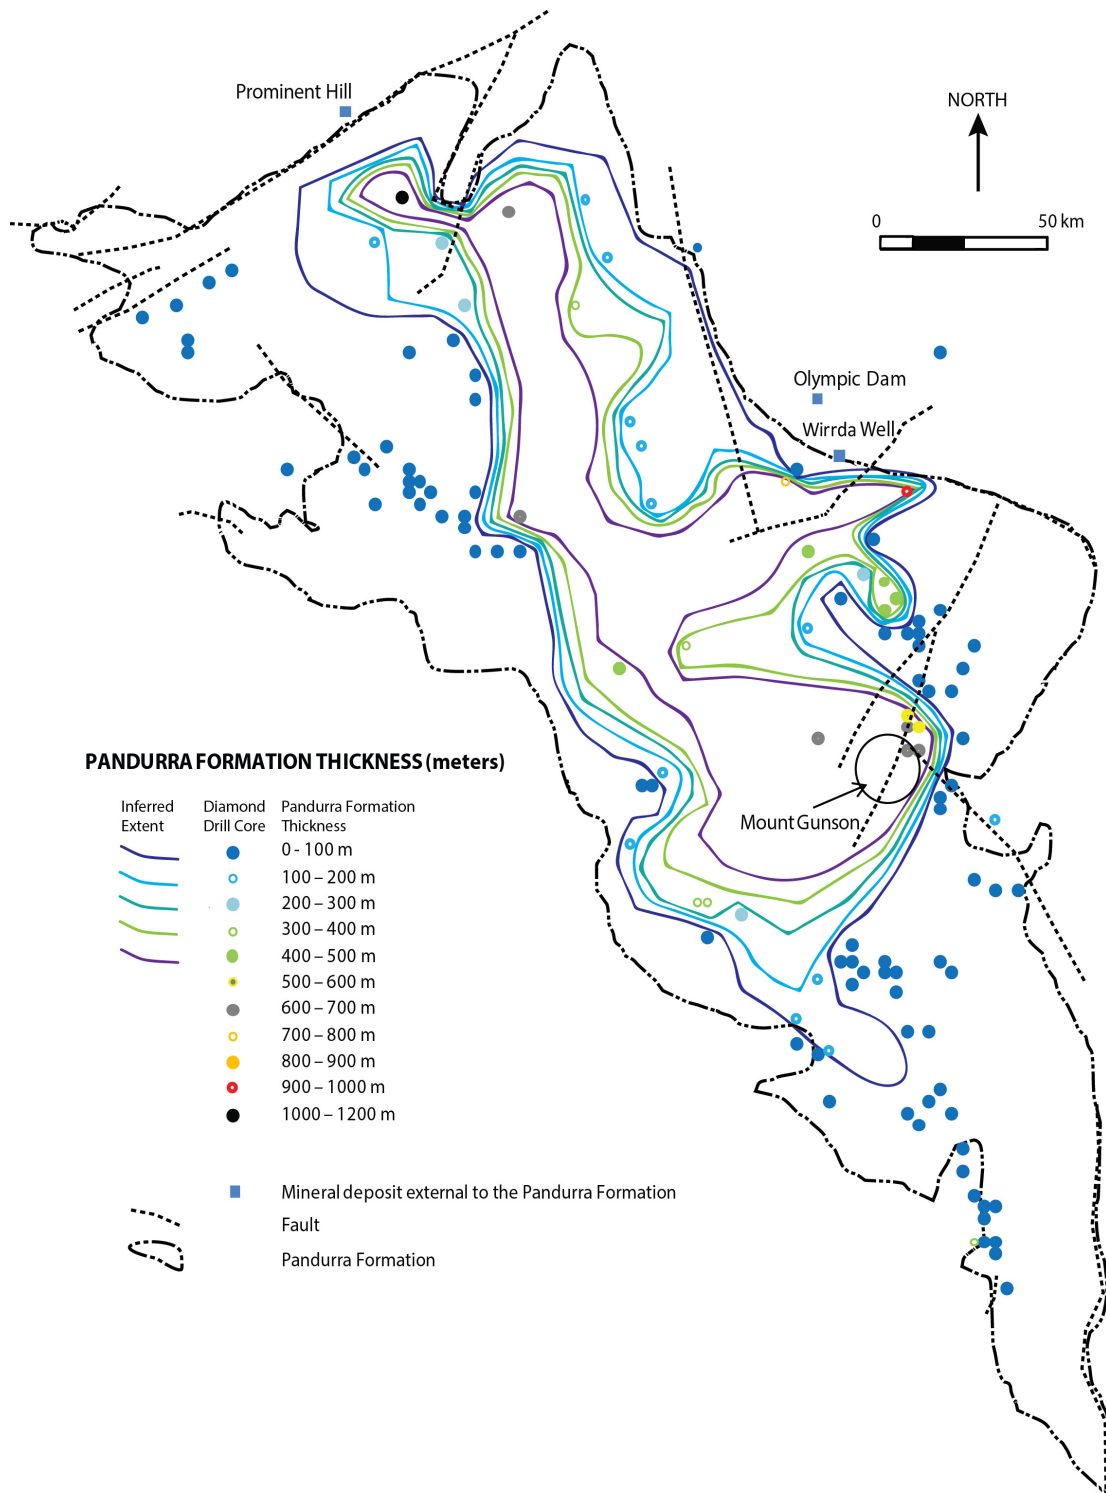 Prominent Hill
NORTH
0 50 km
Olympic Dam
Wirrda Well
Mount Gunson
PANDURRA FORMATION THICKNESS (meters)
Inferred Extent
Diamond Drill Core
Pandurra Formation Thickness
0 - 100 m
100 – 200 m
200 – 300 m
300 – 400 m
400 – 500 m
500 – 600 m
600 – 700 m
700 – 800 m
800 – 900 m
900 – 1000 m
1000 – 1200 m
Mineral deposit external to the Pandurra Formation
Fault
Pandurra Formation